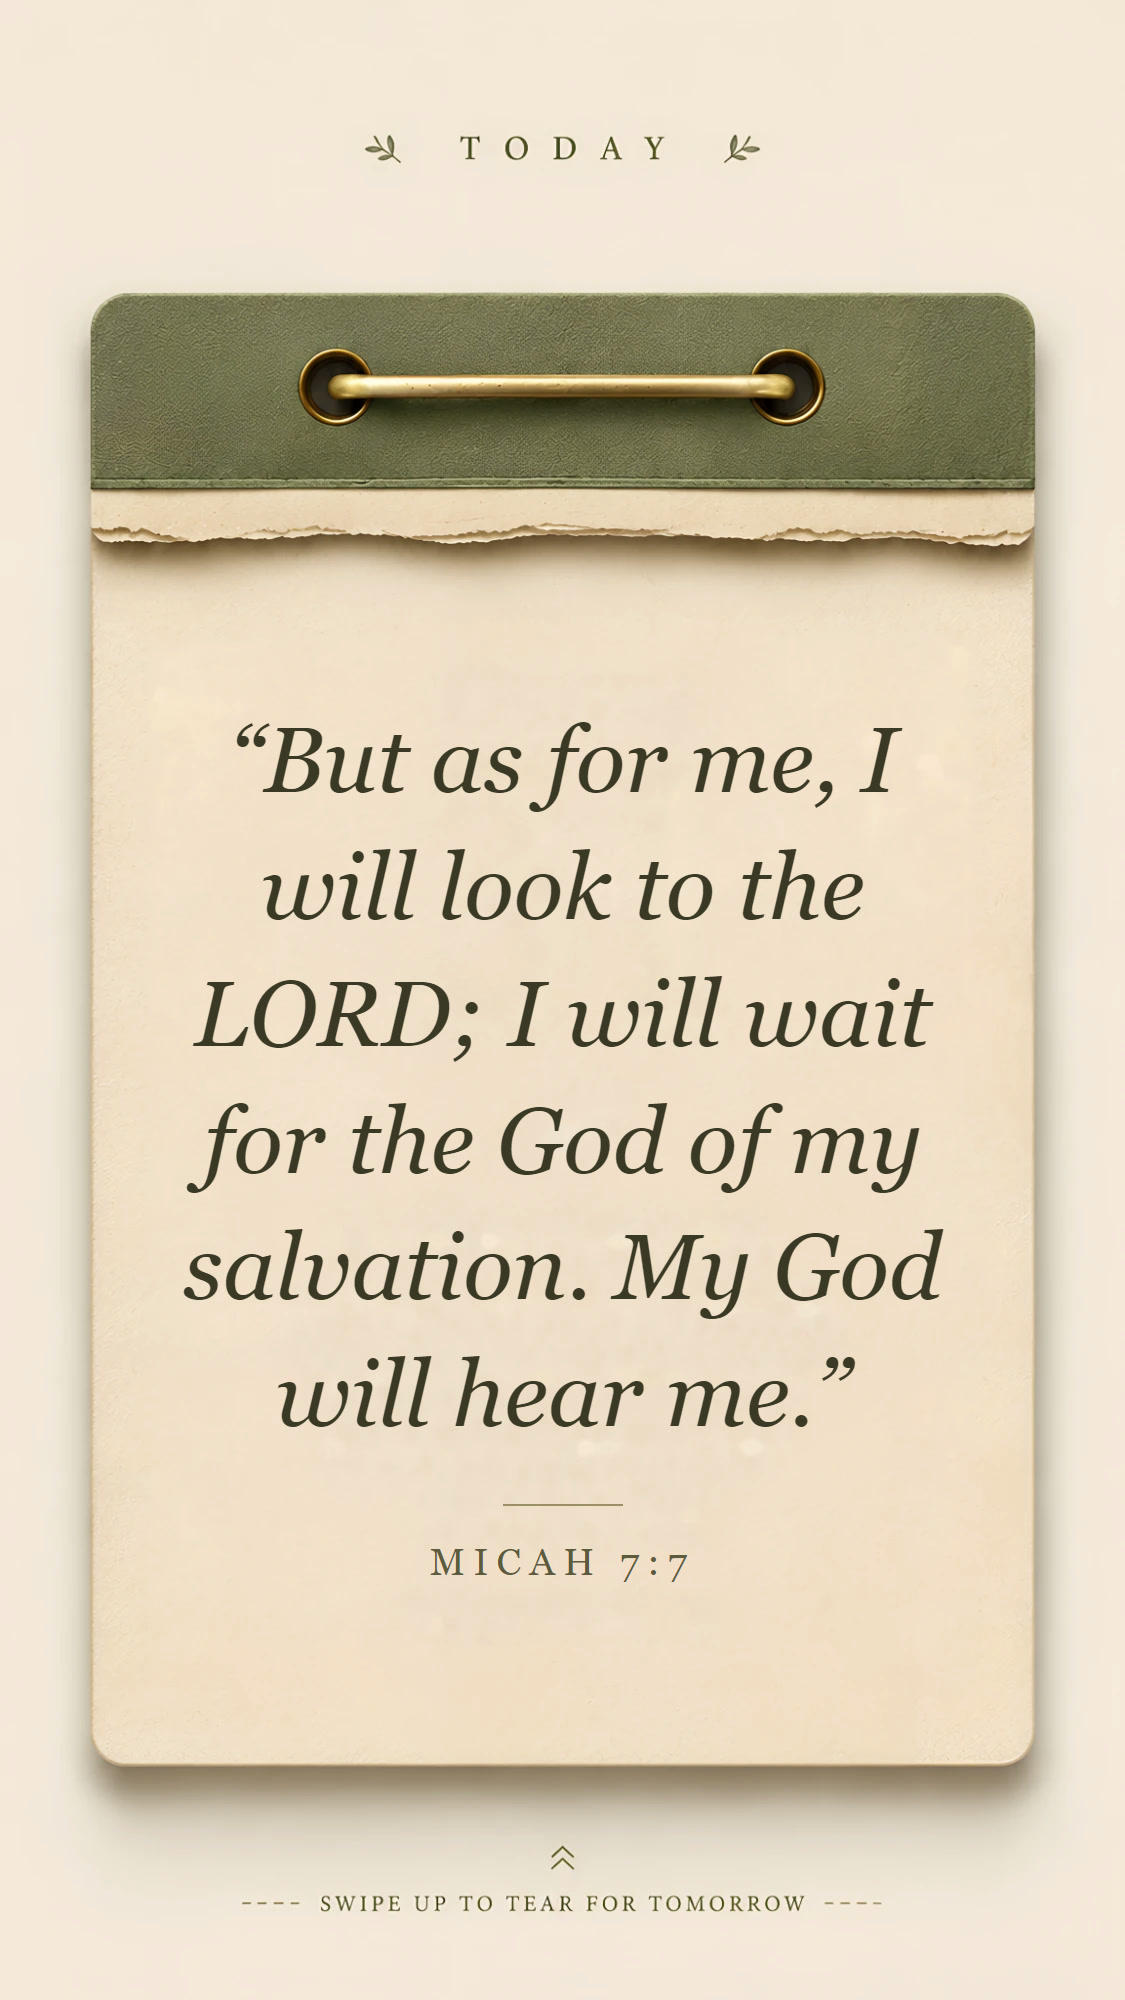 TODAY
“But as for me, I
will look to the
LORD; I will wait
for the God of my
salvation. My God
will hear me.”
MICAH 7:7
SWIPE UP TO TEAR FOR TOMORROW